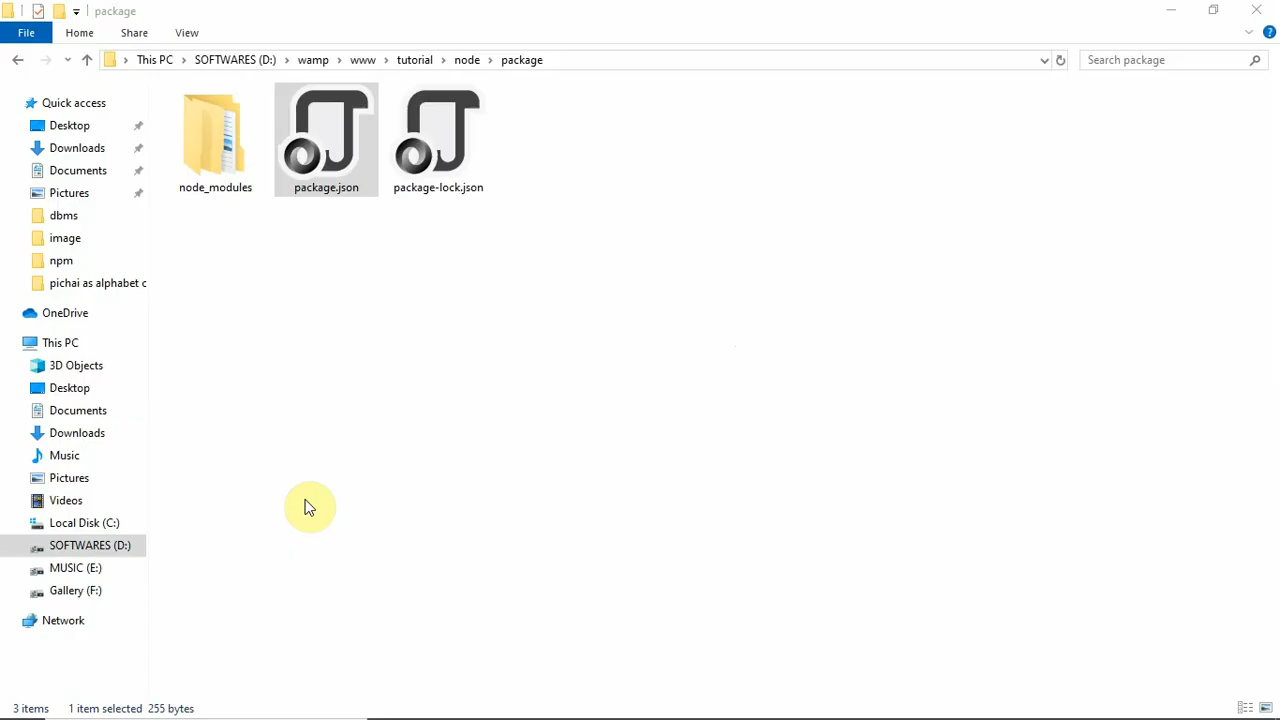 package
File Home Share View
This PC SOFTWARES (D:) wamp www tutorial node package
Search package
Quick access
Desktop
Downloads
Documents
Pictures
dbms
image
npm
pichai as alphabet c
OneDrive
This PC
3D Objects
Desktop
Documents
Downloads
Music
Pictures
Videos
Local Disk (C:)
SOFTWARES (D:)
MUSIC (E:)
Gallery (F:)
Network
node_modules
package.json
package-lock.json
3 items 1 item selected 255 bytes